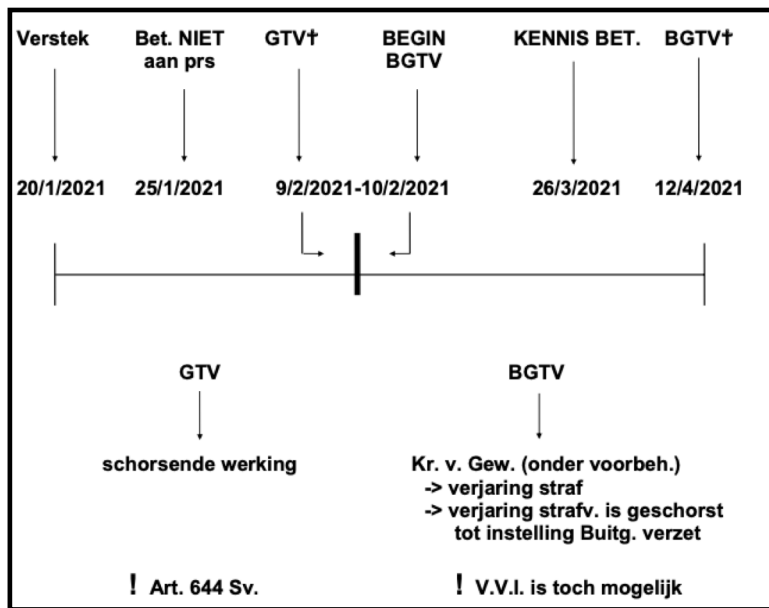 Verstek Bet. NIET GTV† BEGIN KENNIS BET. BGTV†
aan prs BGTV
20/1/2021 25/1/2021 9/2/2021-10/2/2021 26/3/2021 12/4/2021
GTV BGTV
schorsende werking Kr. v. Gew. (onder voorbeh.)
-> verjaring straf
-> verjaring strafv. is geschorst
tot instelling Buitg. verzet
! Art. 644 Sv. ! V.V.I. is toch mogelijk